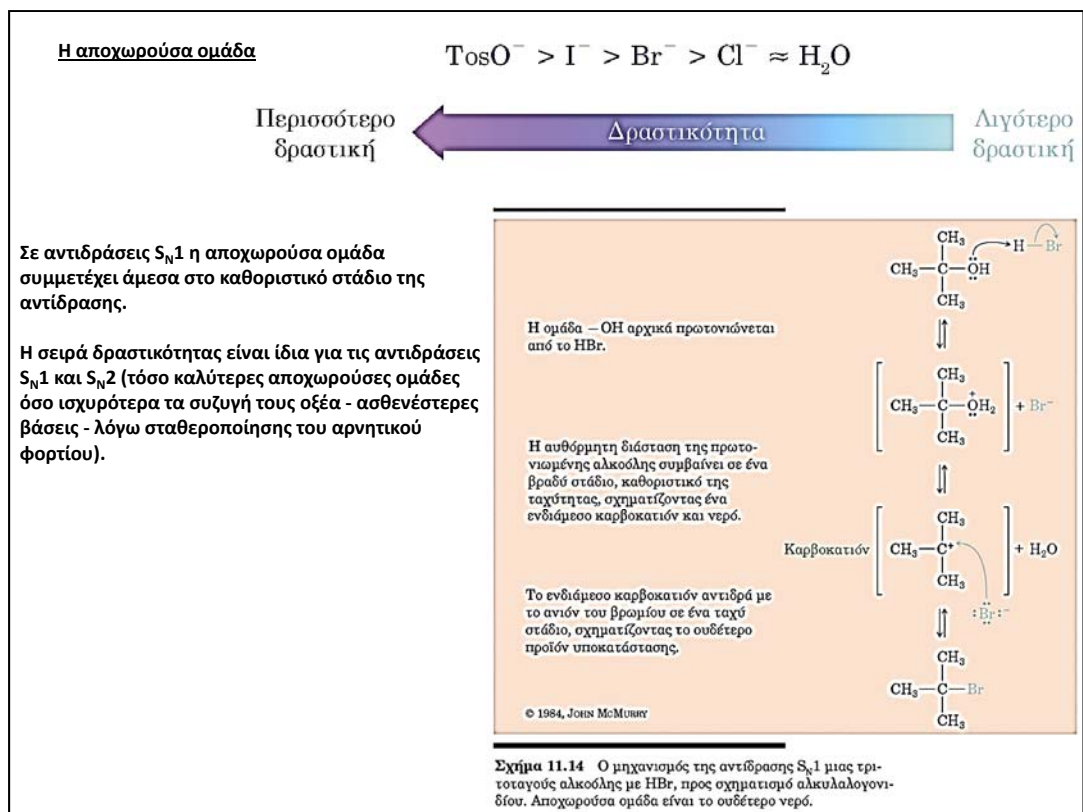 Η αποχωρούσα ομάδα
TosO⁻ > I⁻ > Br⁻ > Cl⁻ ≈ H₂O
Περισσότερο
δραστική
Δραστικότητα
Λιγότερο
δραστική
Σε αντιδράσεις S_N1 η αποχωρούσα ομάδα
συμμετέχει άμεσα στο καθοριστικό στάδιο της
αντίδρασης.
Η σειρά δραστικότητας είναι ίδια για τις αντιδράσεις
S_N1 και S_N2 (τόσο καλύτερες αποχωρούσες ομάδες
όσο ισχυρότερα τα συζυγή τους οξέα - ασθενέστερες
βάσεις - λόγω σταθεροποίησης του αρνητικού
φορτίου).
CH₃
CH₃—C—ÖH H—Br
CH₃
Η ομάδα –OH αρχικά πρωτονιώνεται
από το HBr.
CH₃
CH₃—C—OH₂ + Br⁻
+
CH₃
Η αυθόρμητη διάσταση της πρωτο-
νιωμένης αλκοόλης συμβαίνει σε ένα
βραδύ στάδιο, καθοριστικό της
ταχύτητας, σχηματίζοντας ένα
ενδιάμεσο καρβοκατιόν και νερό.
CH₃
Καρβοκατιόν CH₃—C⁺ + H₂O
CH₃
Το ενδιάμεσο καρβοκατιόν αντιδρά με
το ανιόν του βρωμίου σε ένα ταχύ
στάδιο, σχηματίζοντας το ουδέτερο
προϊόν υποκατάστασης.
:Br:⁻
CH₃
CH₃—C—Br
CH₃
© 1984, JOHN MCMURRY
Σχήμα 11.14 Ο μηχανισμός της αντίδρασης S_N1 μιας τρι-
τοταγούς αλκοόλης με HBr, προς σχηματισμό αλκυλαλογονι-
δίου. Αποχωρούσα ομάδα είναι το ουδέτερο νερό.